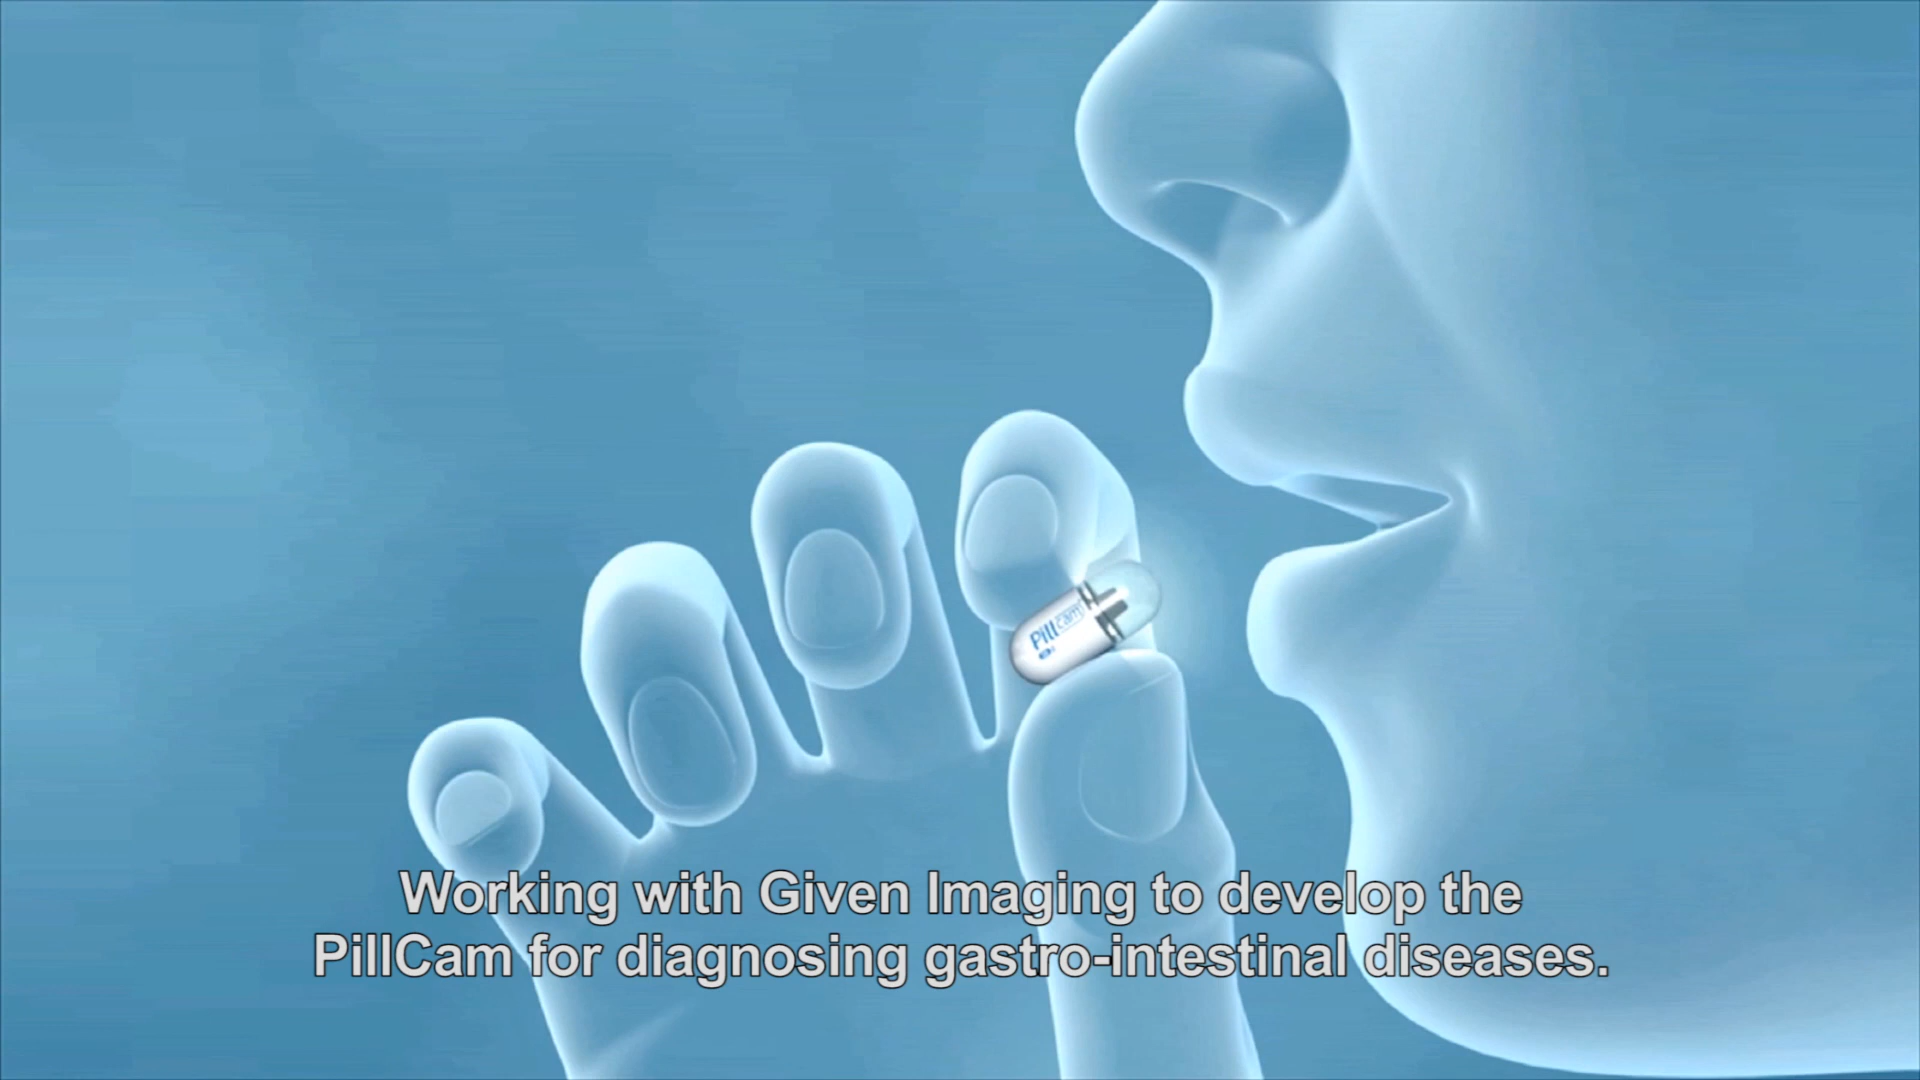 Pillcam
Working with Given Imaging to develop the
PillCam for diagnosing gastro-intestinal diseases.